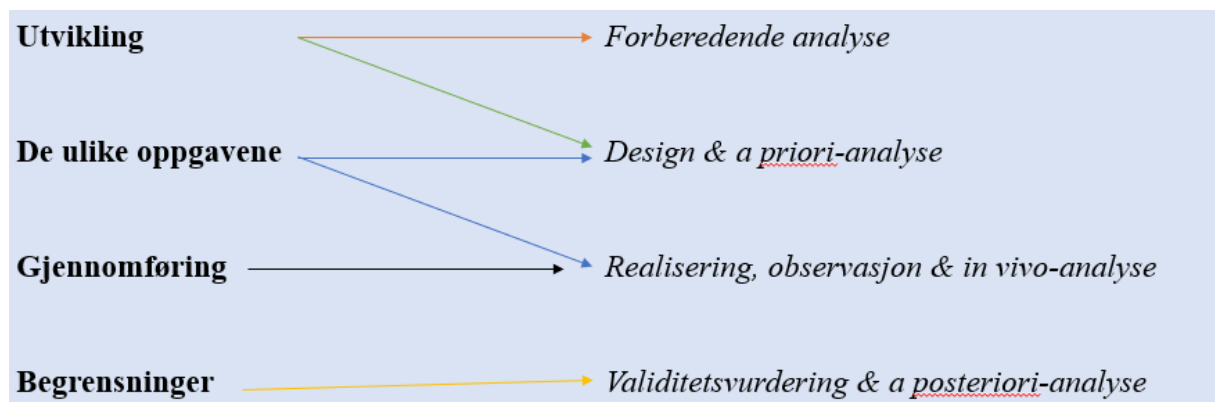 Utvikling Forberedende analyse
De ulike oppgavene Design & a priori-analyse
Gjennomføring Realisering, observasjon & in vivo-analyse
Begrensninger Validitetsvurdering & a posteriori-analyse